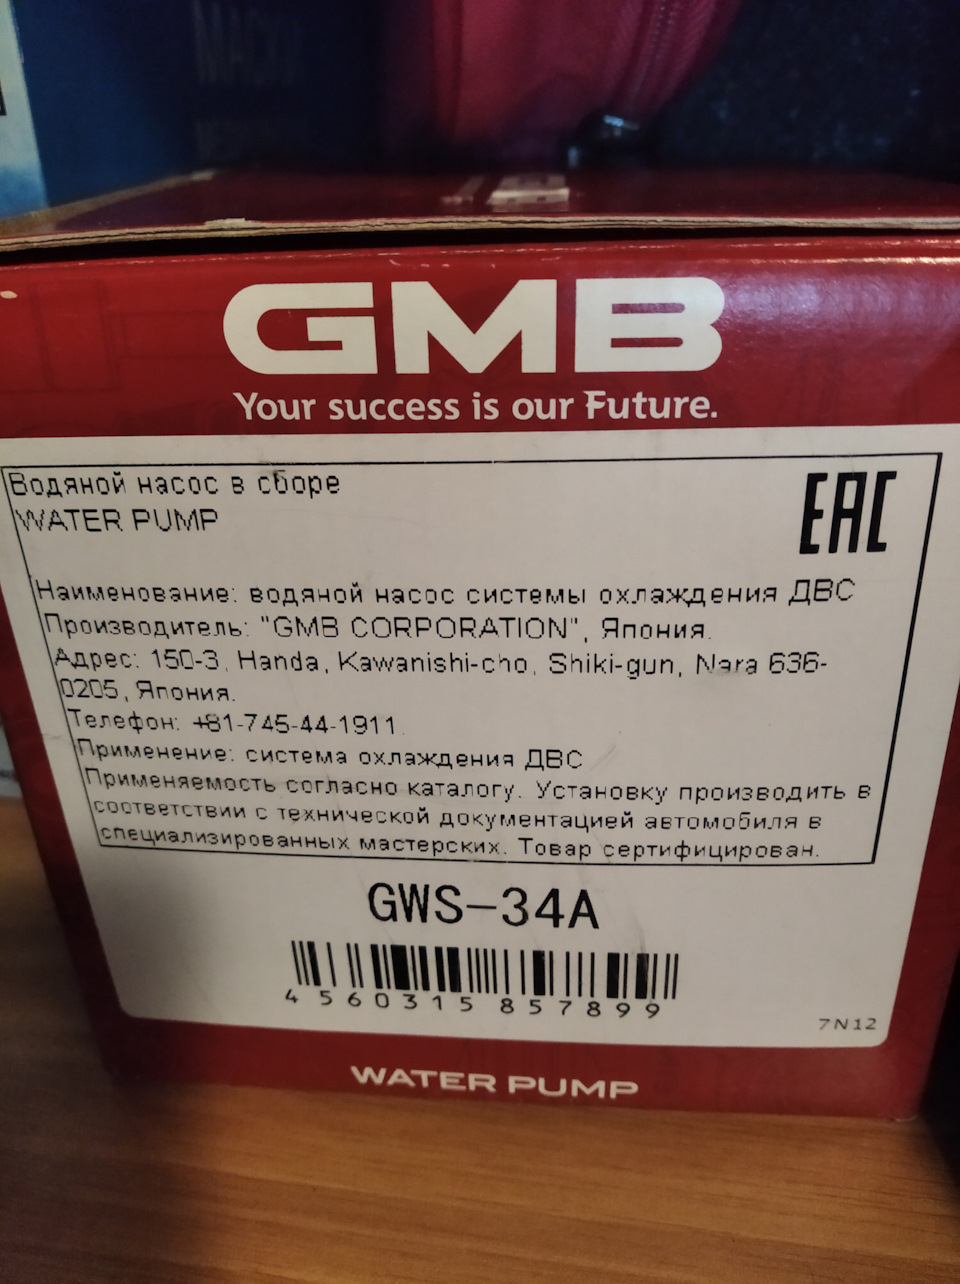 GMB
Your success is our Future.
Водяной насос в сборе
WATER PUMP
EAC
Наименование: водяной насос системы охлаждения ДВС
Производитель: "GMB CORPORATION", Япония.
Адрес: 150-3, Handa, Kawanishi-cho, Shiki-gun, Nara 636-
0205, Япония.
Телефон: +81-745-44-1911.
Применение: система охлаждения ДВС
Применяемость согласно каталогу. Установку производить в
соответствии с технической документацией автомобиля в
специализированных мастерских. Товар сертифицирован.
GWS-34A
4 560315 857899
7N12
WATER PUMP